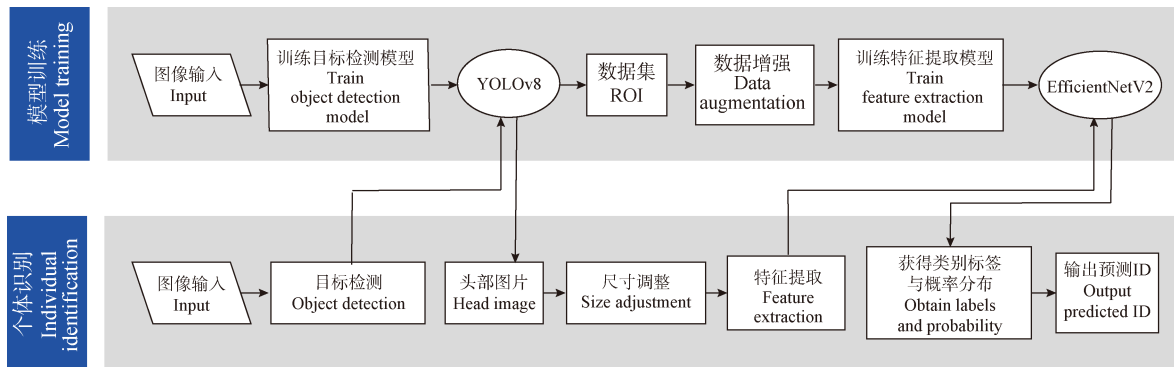 模型训练
Model training
图像输入
Input
训练目标检测模型
Train
object detection
model
YOLOv8
数据集
ROI
数据增强
Data
augmentation
训练特征提取模型
Train
feature extraction
model
EfficientNetV2
个体识别
Individual
identification
图像输入
Input
目标检测
Object detection
头部图片
Head image
尺寸调整
Size adjustment
特征提取
Feature
extraction
获得类别标签
与概率分布
Obtain labels
and probability
输出预测ID
Output
predicted ID